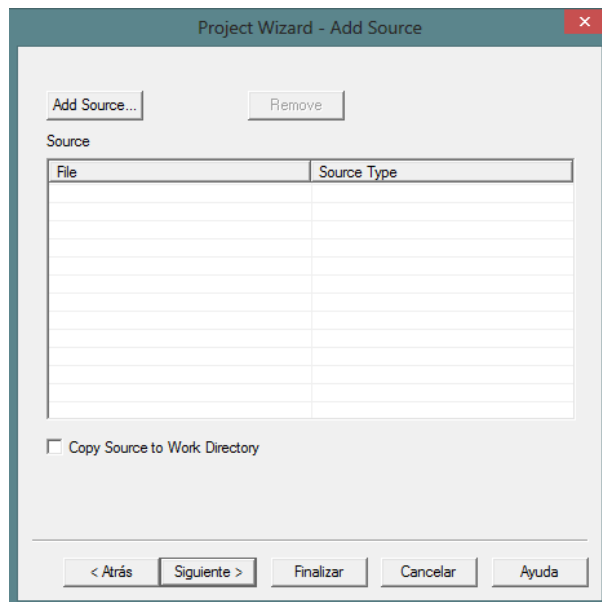 Project Wizard - Add Source
Add Source... Remove
Source
File Source Type
Copy Source to Work Directory
< Atrás Siguiente > Finalizar Cancelar Ayuda